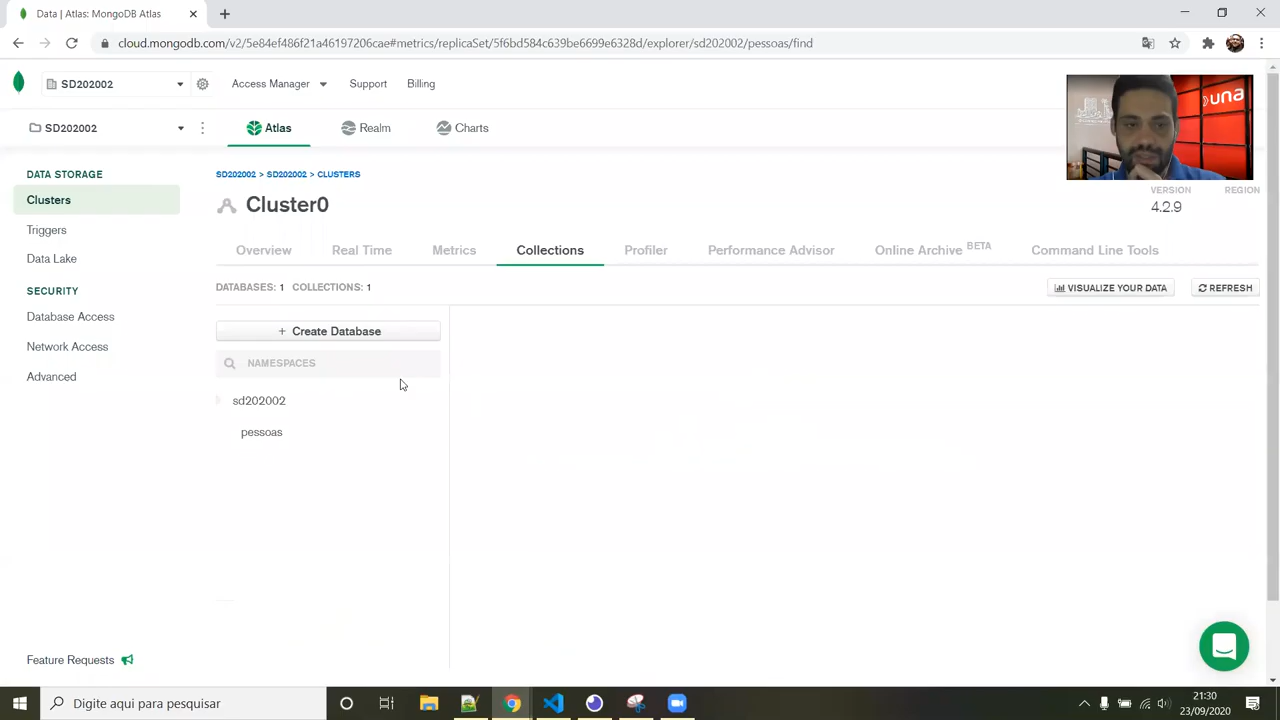 Data | Atlas: MongoDB Atlas
cloud.mongodb.com/v2/5e84ef486f21a46197206cae#metrics/replicaSet/5f6bd584c639be6699e6328d/explorer/sd202002/pessoas/find
SD202002
Access Manager
Support
Billing
SD202002
Atlas
Realm
Charts
una
DATA STORAGE
Clusters
Triggers
Data Lake
SECURITY
Database Access
Network Access
Advanced
Feature Requests
SD202002 > SD202002 > CLUSTERS
Cluster0
VERSION
4.2.9
REGION
Overview
Real Time
Metrics
Collections
Profiler
Performance Advisor
Online Archive BETA
Command Line Tools
DATABASES: 1 COLLECTIONS: 1
VISUALIZE YOUR DATA
REFRESH
+ Create Database
NAMESPACES
sd202002
pessoas
Digite aqui para pesquisar
21:30
23/09/2020